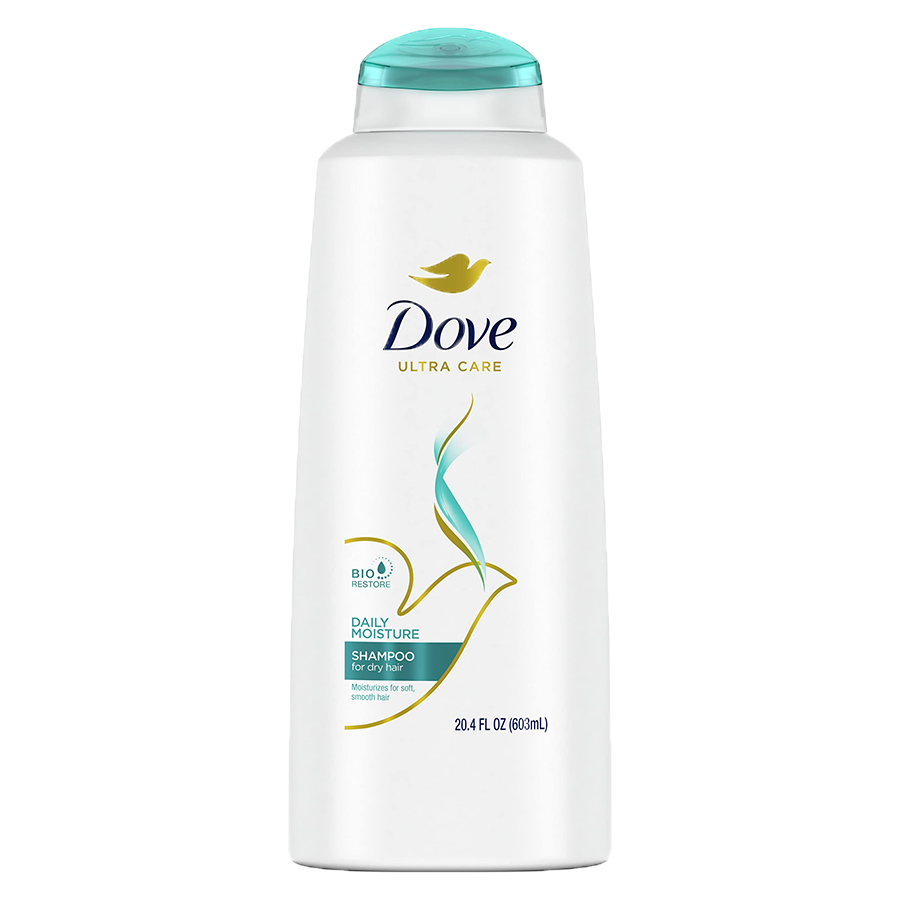 Dove
ULTRA CARE
BIO
RESTORE
DAILY
MOISTURE
SHAMPOO
for dry hair
Moisturizes for soft,
smooth hair
20.4 FL OZ (603mL)